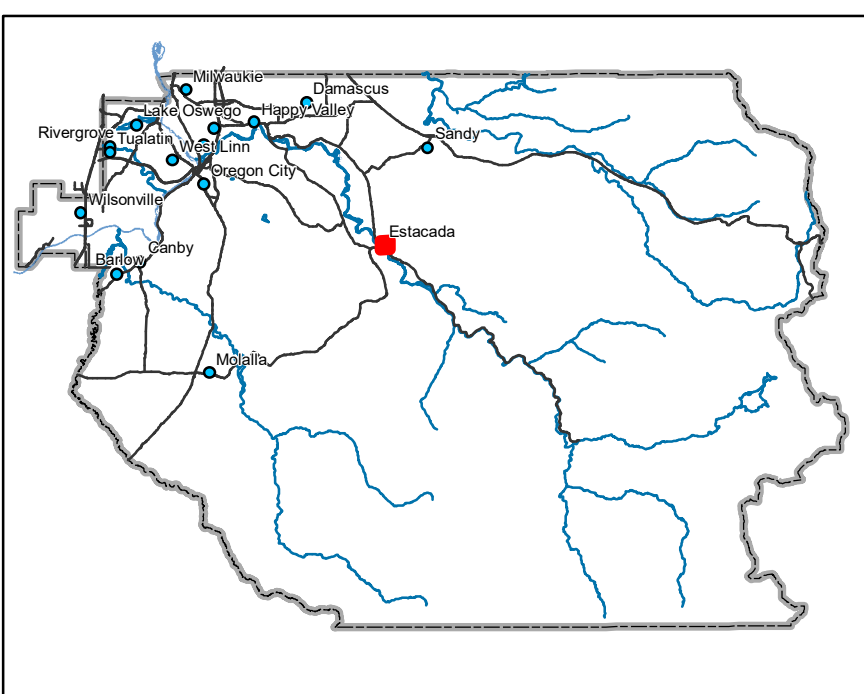 Milwaukie
Damascus
Lake Oswego
Happy Valley
Rivergrove
Tualatin
West Linn
Sandy
Oregon City
Wilsonville
Estacada
Canby
Barlow
Molalla